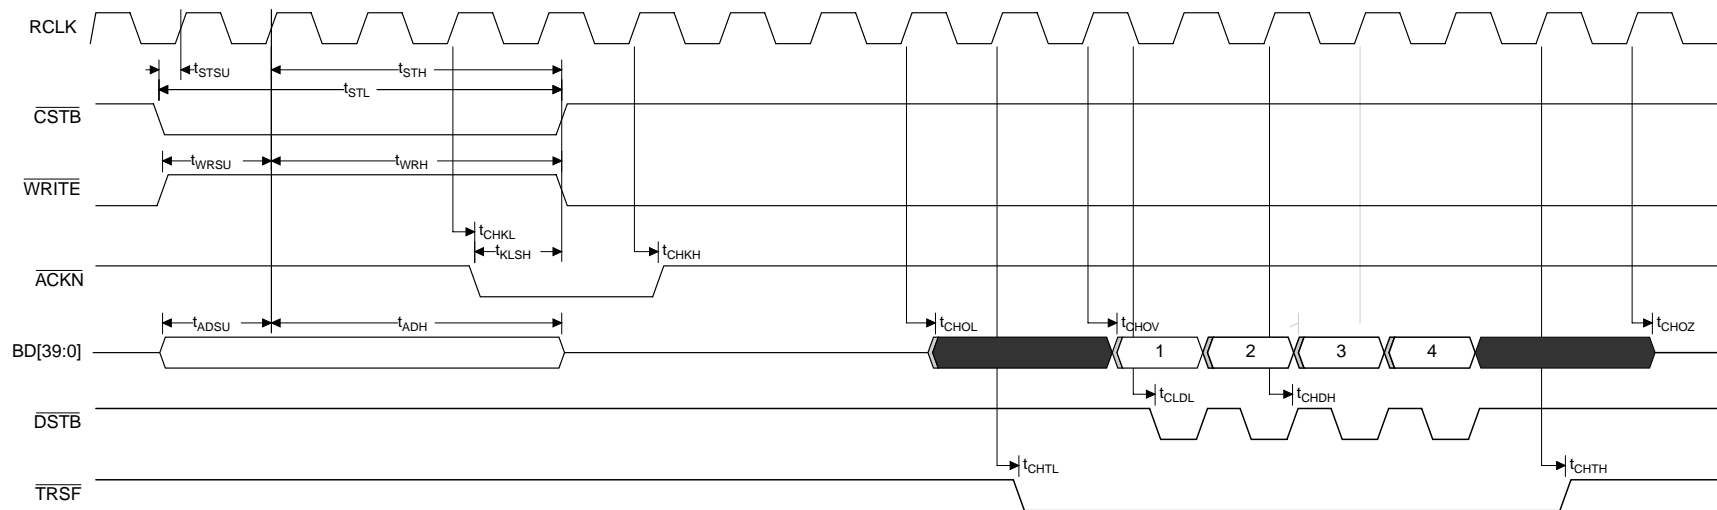 RCLK
tSTSU tSTH
tSTL
CSTB
tWRSU tWRH
WRITE
tCHKL
tKLSH tCHKH
ACKN
tADSU tADH tCHOL tCHOV tCHOZ
BD[39:0] 1 2 3 4
tCLDL tCHDH
DSTB
tCHTL tCHTH
TRSF